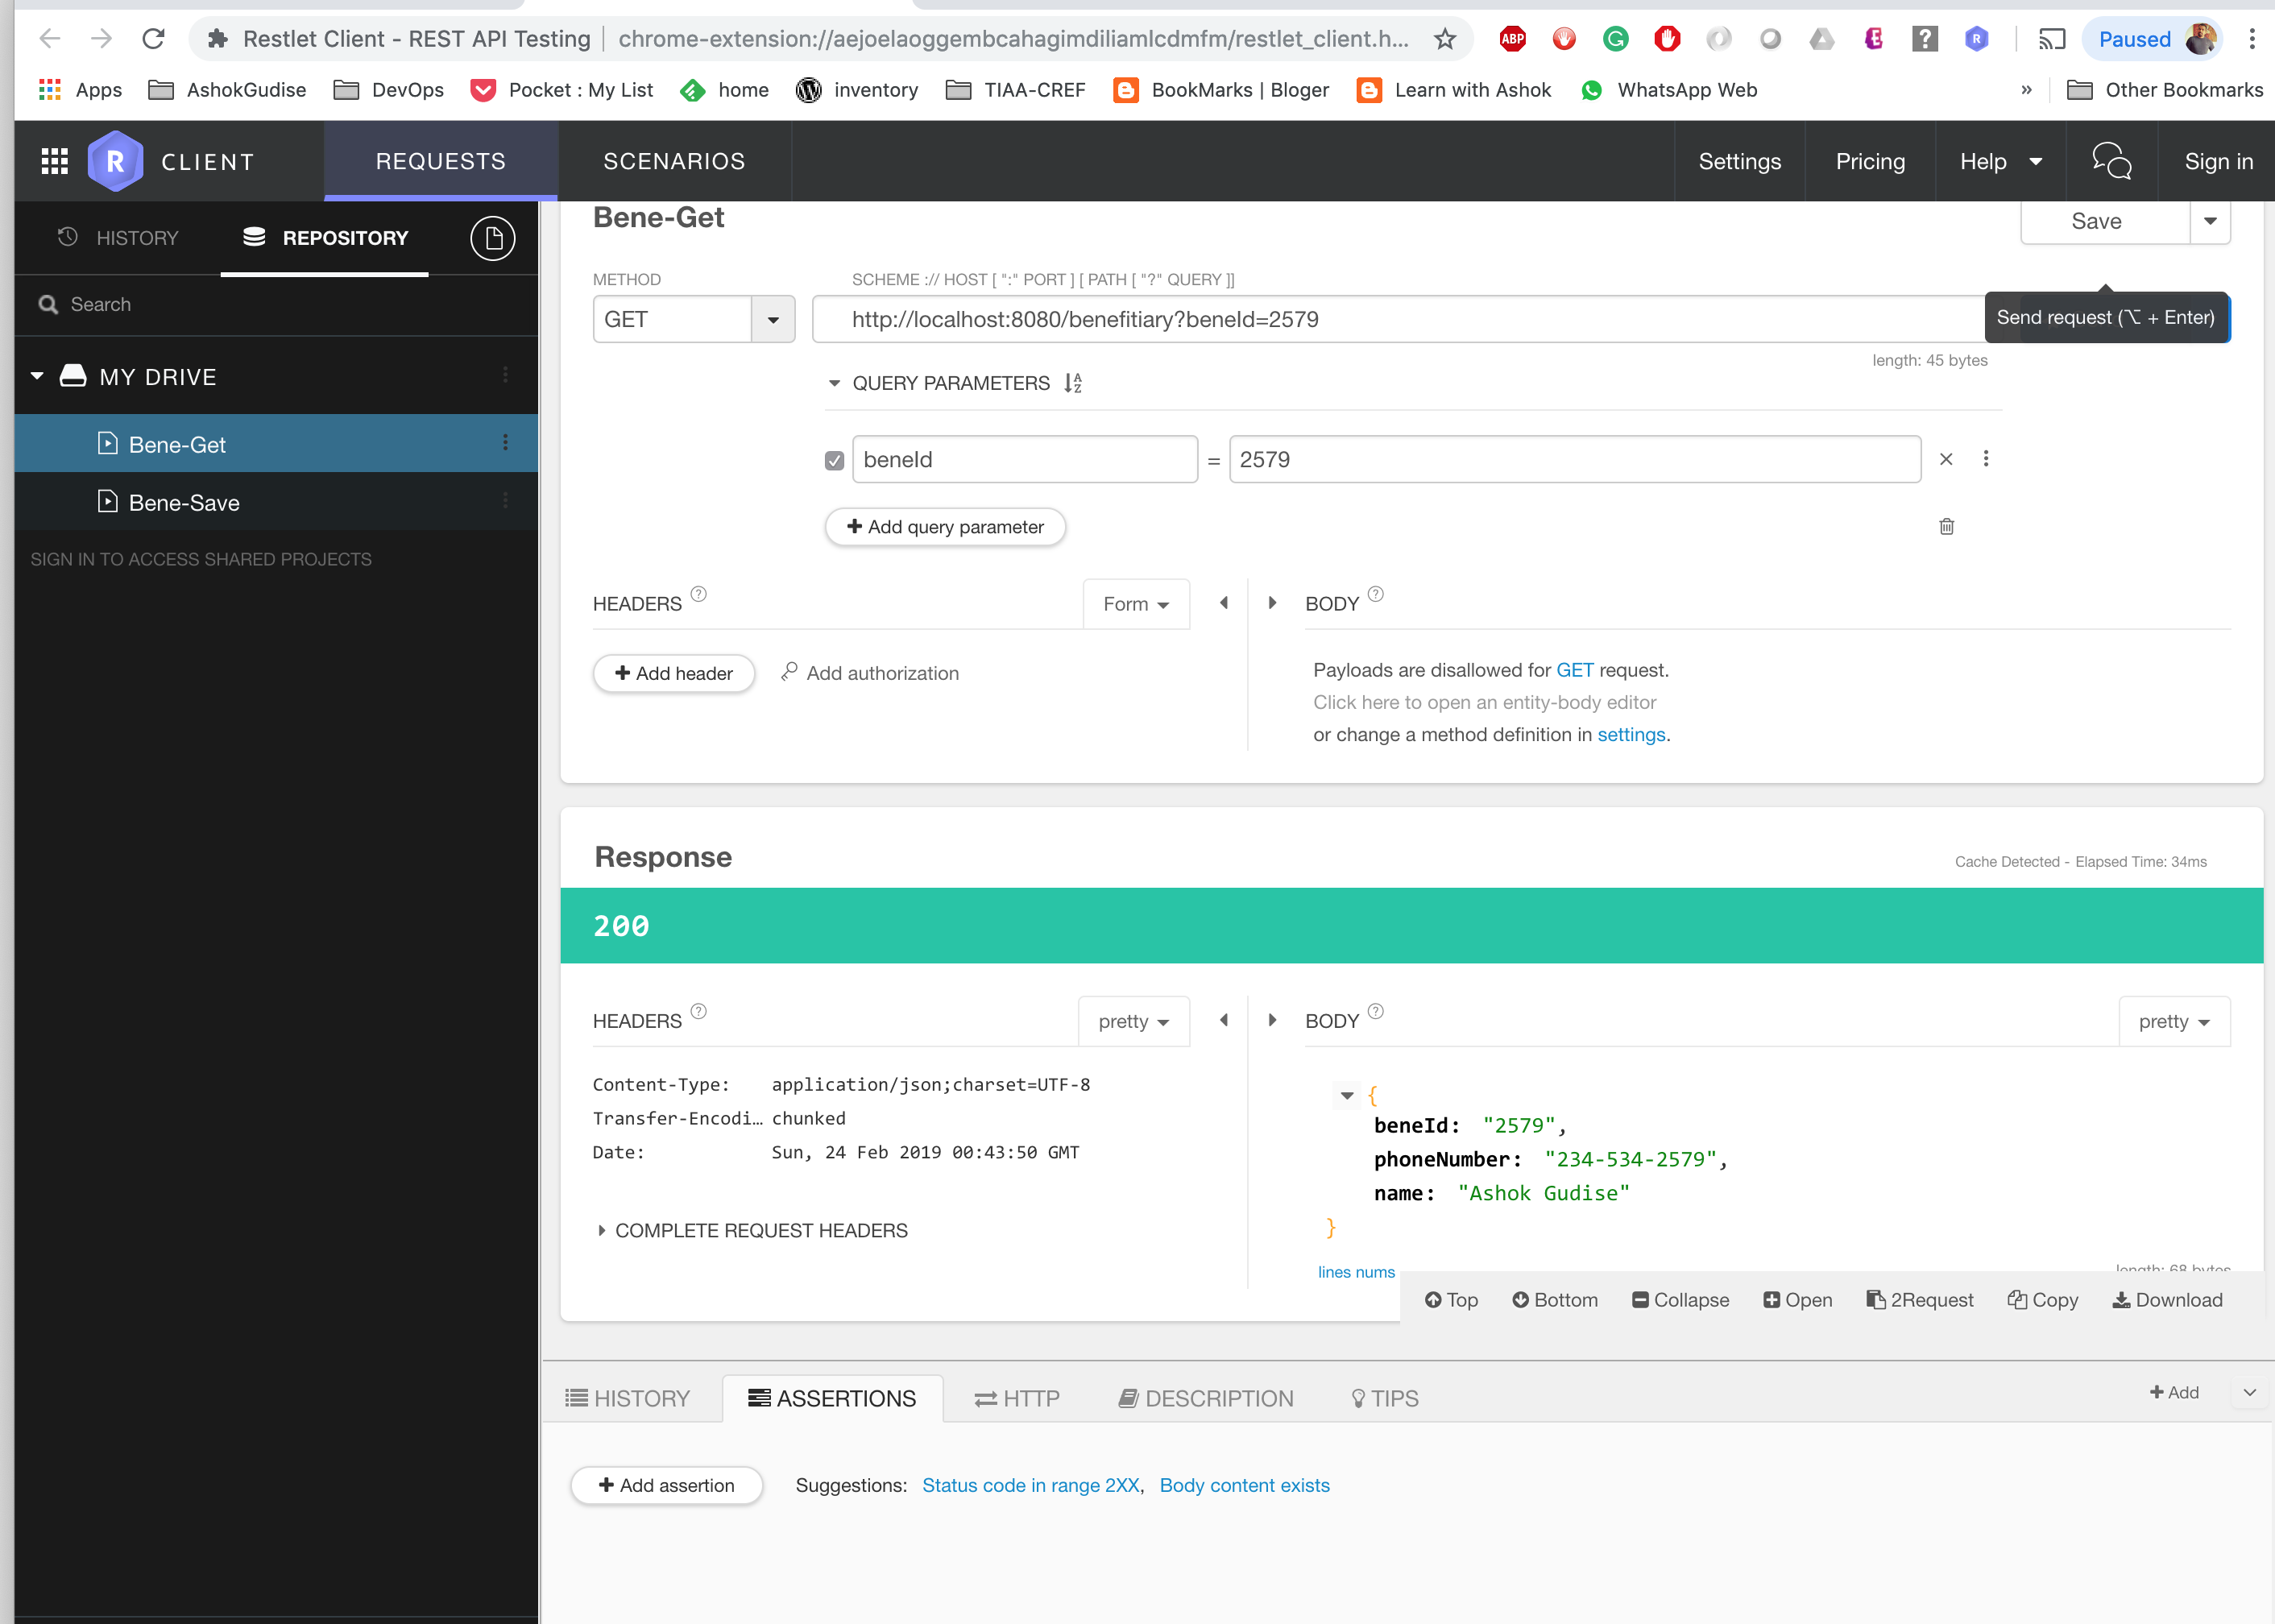 Restlet Client - REST API Testing | chrome-extension://aejoelaoggembcahagimdiliamlcdmfm/restlet_client.h... ABP G E ? R Paused
Apps AshokGudise DevOps Pocket : My List home inventory TIAA-CREF BookMarks | Bloger Learn with Ashok WhatsApp Web » Other Bookmarks
R CLIENT REQUESTS SCENARIOS Settings Pricing Help Sign in
HISTORY REPOSITORY
Search
MY DRIVE
Bene-Get
Bene-Save
SIGN IN TO ACCESS SHARED PROJECTS
Bene-Get Save
METHOD SCHEME :// HOST [ ":" PORT ] [ PATH [ "?" QUERY ]]
GET http://localhost:8080/benefitiary?beneId=2579 Send request (⌥ + Enter)
length: 45 bytes
QUERY PARAMETERS
beneId = 2579
Add query parameter
HEADERS ? Form BODY ?
Add header Add authorization
Payloads are disallowed for GET request.
Click here to open an entity-body editor
or change a method definition in settings.
Response Cache Detected - Elapsed Time: 34ms
200
HEADERS ? pretty BODY ? pretty
Content-Type: application/json;charset=UTF-8
Transfer-Encodi… chunked
Date: Sun, 24 Feb 2019 00:43:50 GMT
COMPLETE REQUEST HEADERS
{
beneId: "2579",
phoneNumber: "234-534-2579",
name: "Ashok Gudise"
}
lines nums length: 68 bytes
Top Bottom Collapse Open 2Request Copy Download
HISTORY ASSERTIONS HTTP DESCRIPTION TIPS Add
Add assertion Suggestions: Status code in range 2XX, Body content exists